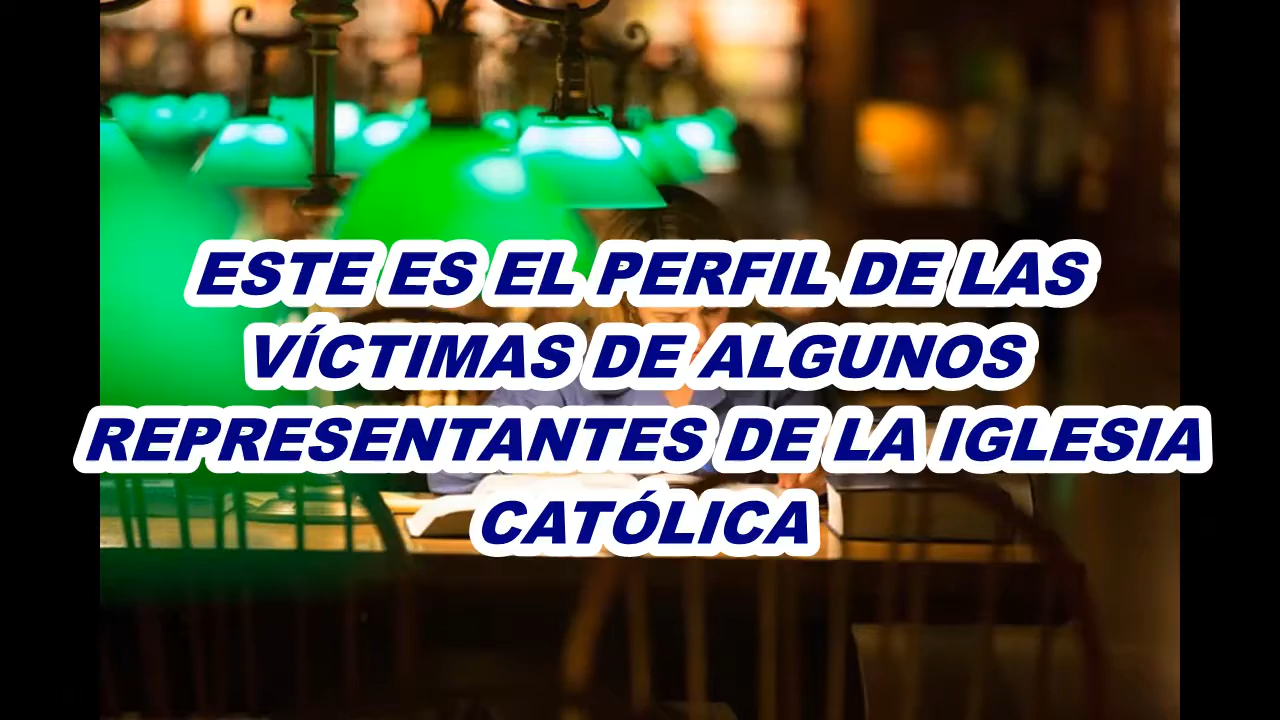 ESTE ES EL PERFIL DE LAS
VÍCTIMAS DE ALGUNOS
REPRESENTANTES DE LA IGLESIA
CATÓLICA